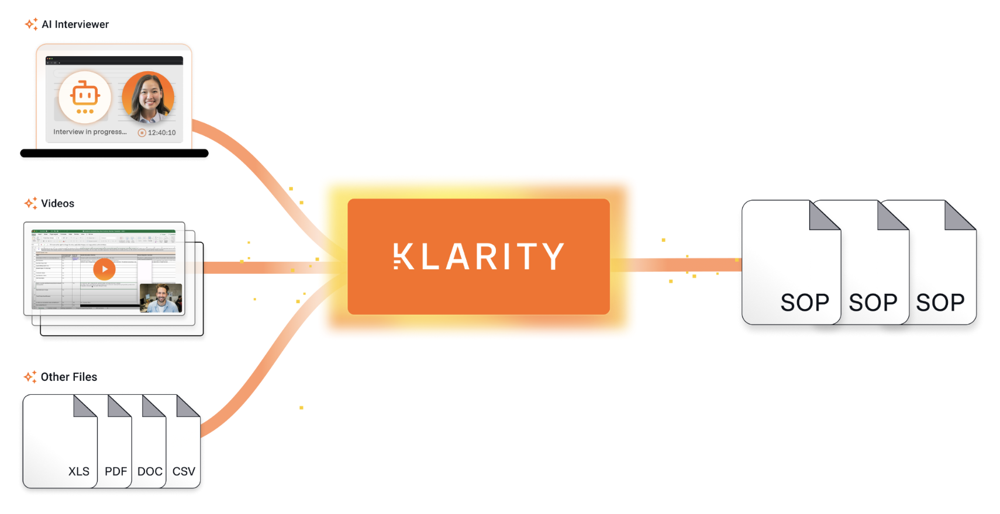 AI Interviewer
Interview in progress...
12:40:10
Videos
Other Files
XLS
PDF
DOC
CSV
KLARITY
SOP
SOP
SOP